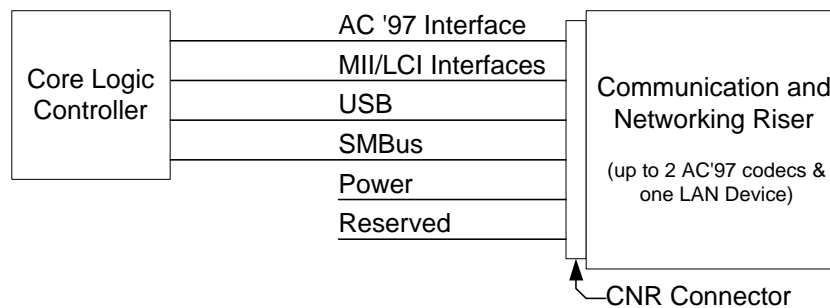 AC '97 Interface
MII/LCI Interfaces
USB
SMBus
Power
Reserved
Core Logic
Controller
Communication and
Networking Riser
(up to 2 AC'97 codecs &
one LAN Device)
CNR Connector